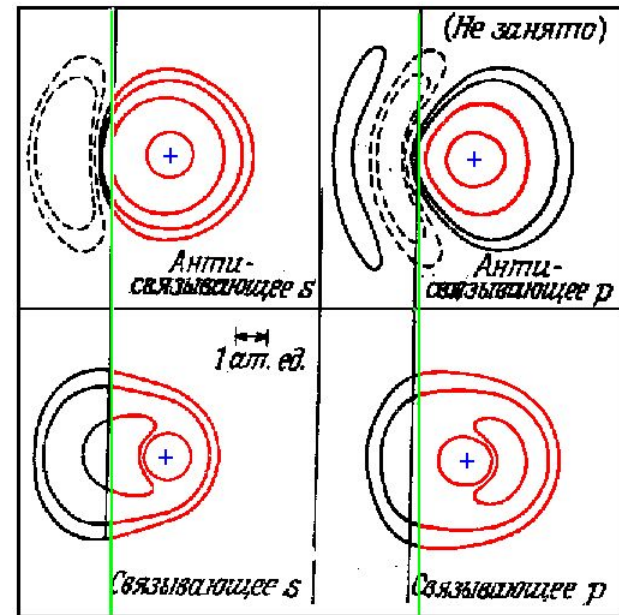 (Не занято)
Анти-
связывающее s
Анти-
связывающее p
1 ат. ед.
Связывающее s
Связывающее p